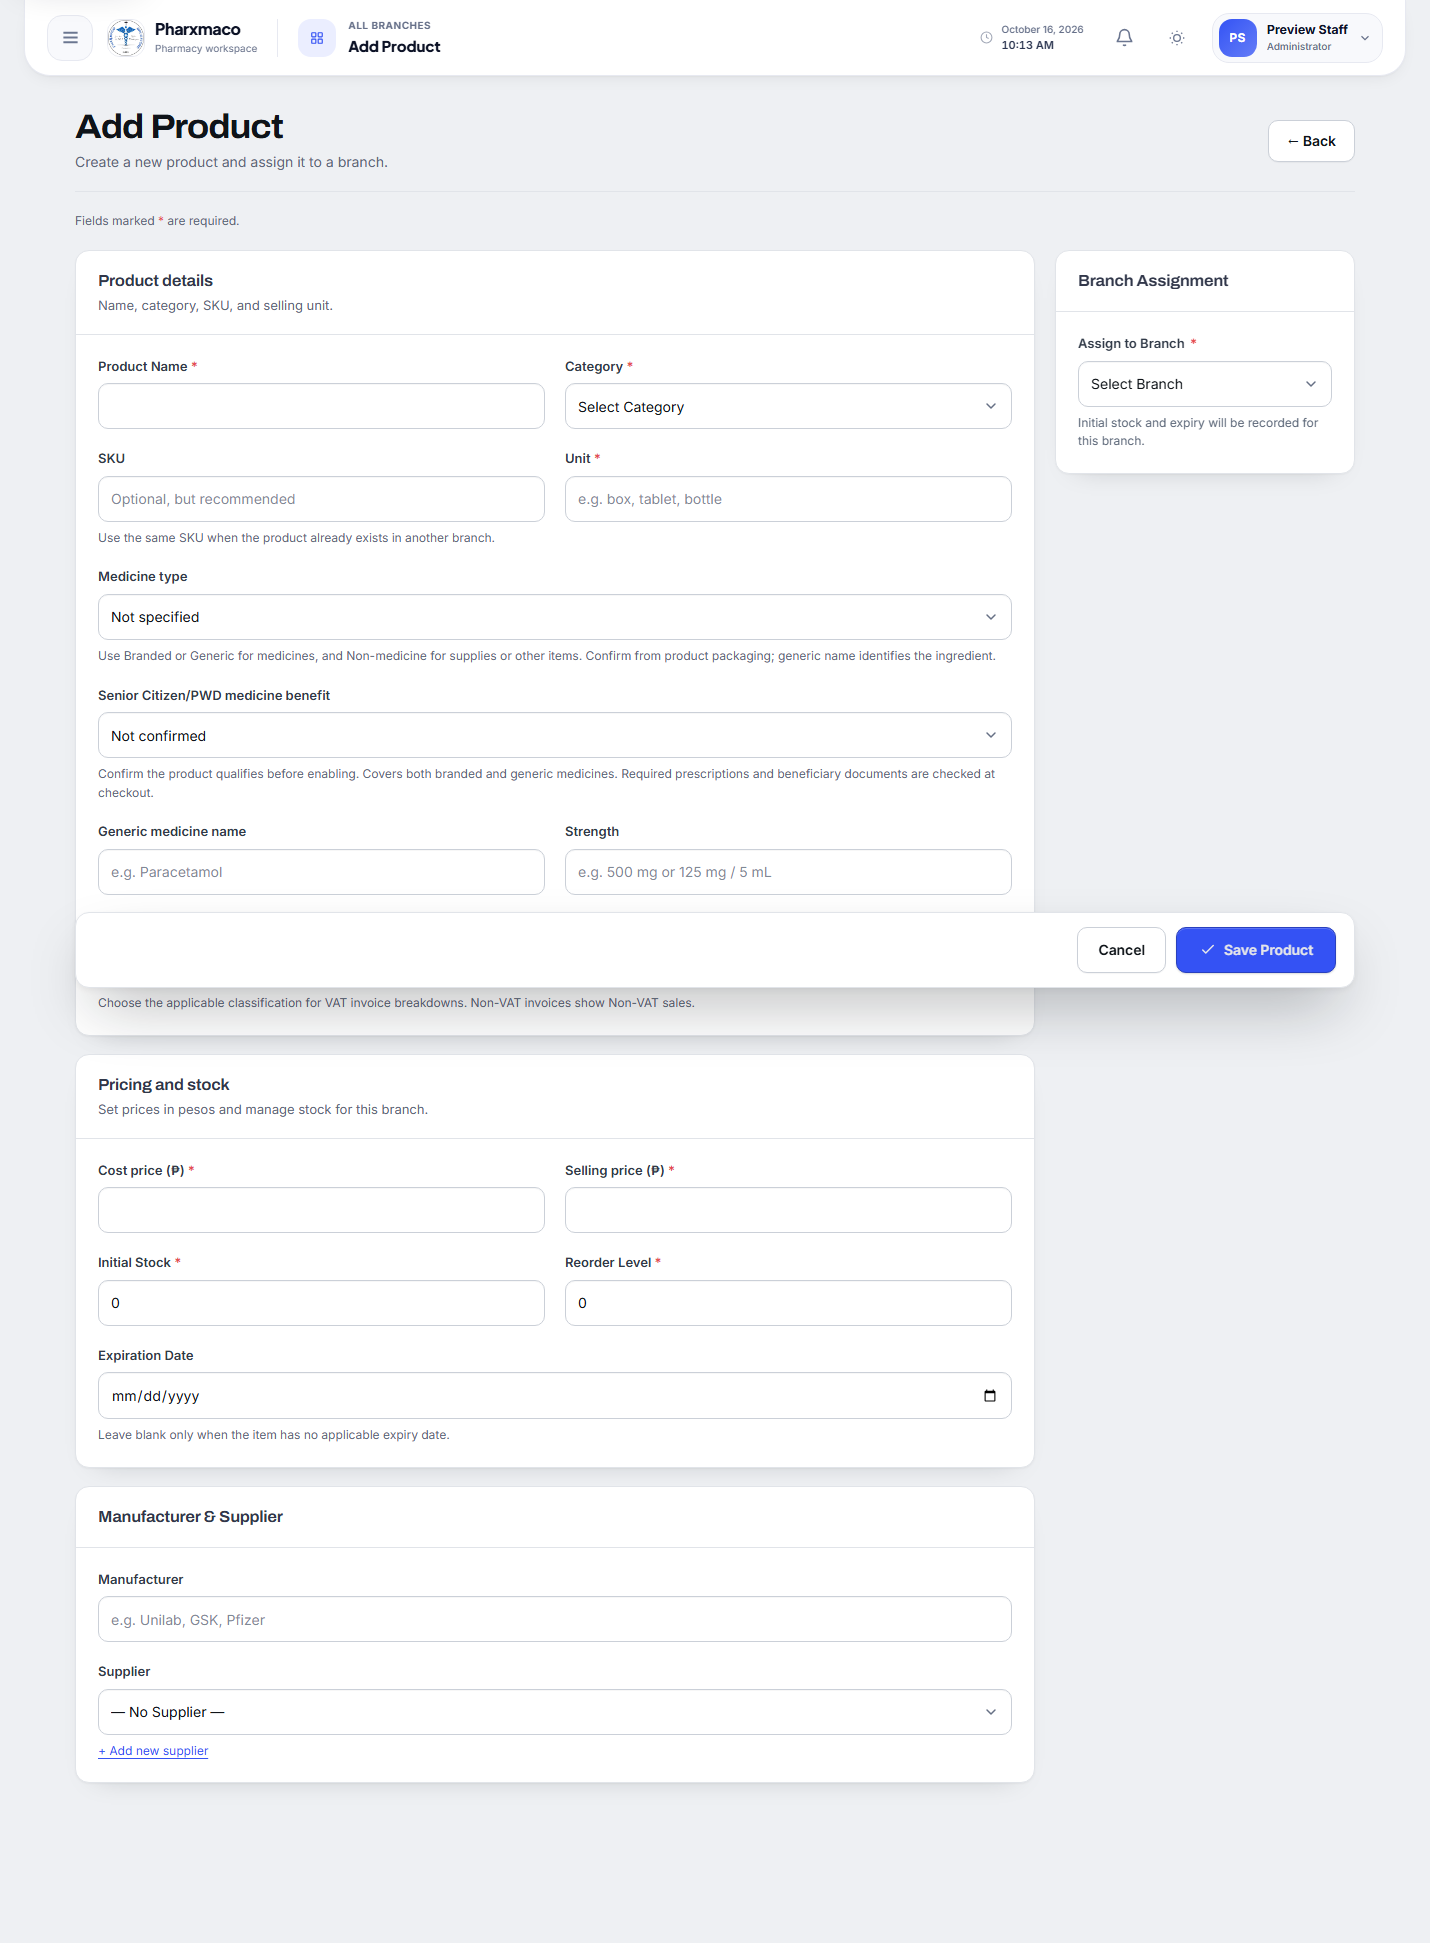 Pharxmaco
Pharmacy workspace
ALL BRANCHES
Add Product
October 16, 2026
10:13 AM
PS
Preview Staff
Administrator
Add Product
Create a new product and assign it to a branch.
← Back
Fields marked * are required.
Product details
Name, category, SKU, and selling unit.
Product Name *
Category *
Select Category
SKU
Unit *
Optional, but recommended
e.g. box, tablet, bottle
Use the same SKU when the product already exists in another branch.
Medicine type
Not specified
Use Branded or Generic for medicines, and Non-medicine for supplies or other items. Confirm from product packaging; generic name identifies the ingredient.
Senior Citizen/PWD medicine benefit
Not confirmed
Confirm the product qualifies before enabling. Covers both branded and generic medicines. Required prescriptions and beneficiary documents are checked at
checkout.
Generic medicine name
Strength
e.g. Paracetamol
e.g. 500 mg or 125 mg / 5 mL
Cancel
Save Product
Choose the applicable classification for VAT invoice breakdowns. Non-VAT invoices show Non-VAT sales.
Pricing and stock
Set prices in pesos and manage stock for this branch.
Cost price (₱) *
Selling price (₱) *
Initial Stock *
Reorder Level *
0
0
Expiration Date
mm/dd/yyyy
Leave blank only when the item has no applicable expiry date.
Manufacturer & Supplier
Manufacturer
e.g. Unilab, GSK, Pfizer
Supplier
— No Supplier —
+ Add new supplier
Branch Assignment
Assign to Branch *
Select Branch
Initial stock and expiry will be recorded for
this branch.